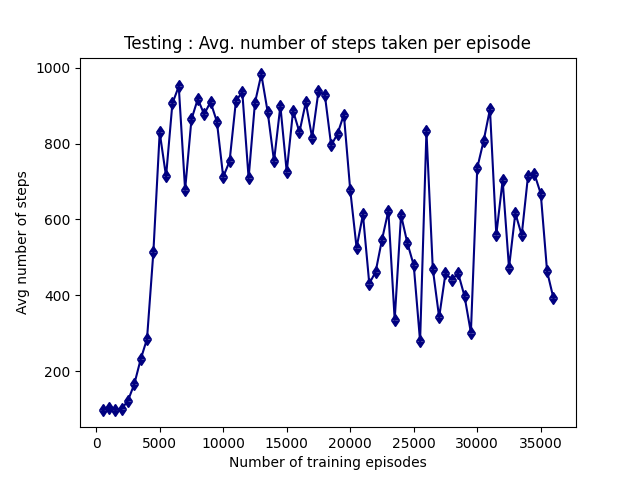 Testing : Avg. number of steps taken per episode
1000
800
600
400
200
Avg number of steps
0 5000 10000 15000 20000 25000 30000 35000
Number of training episodes